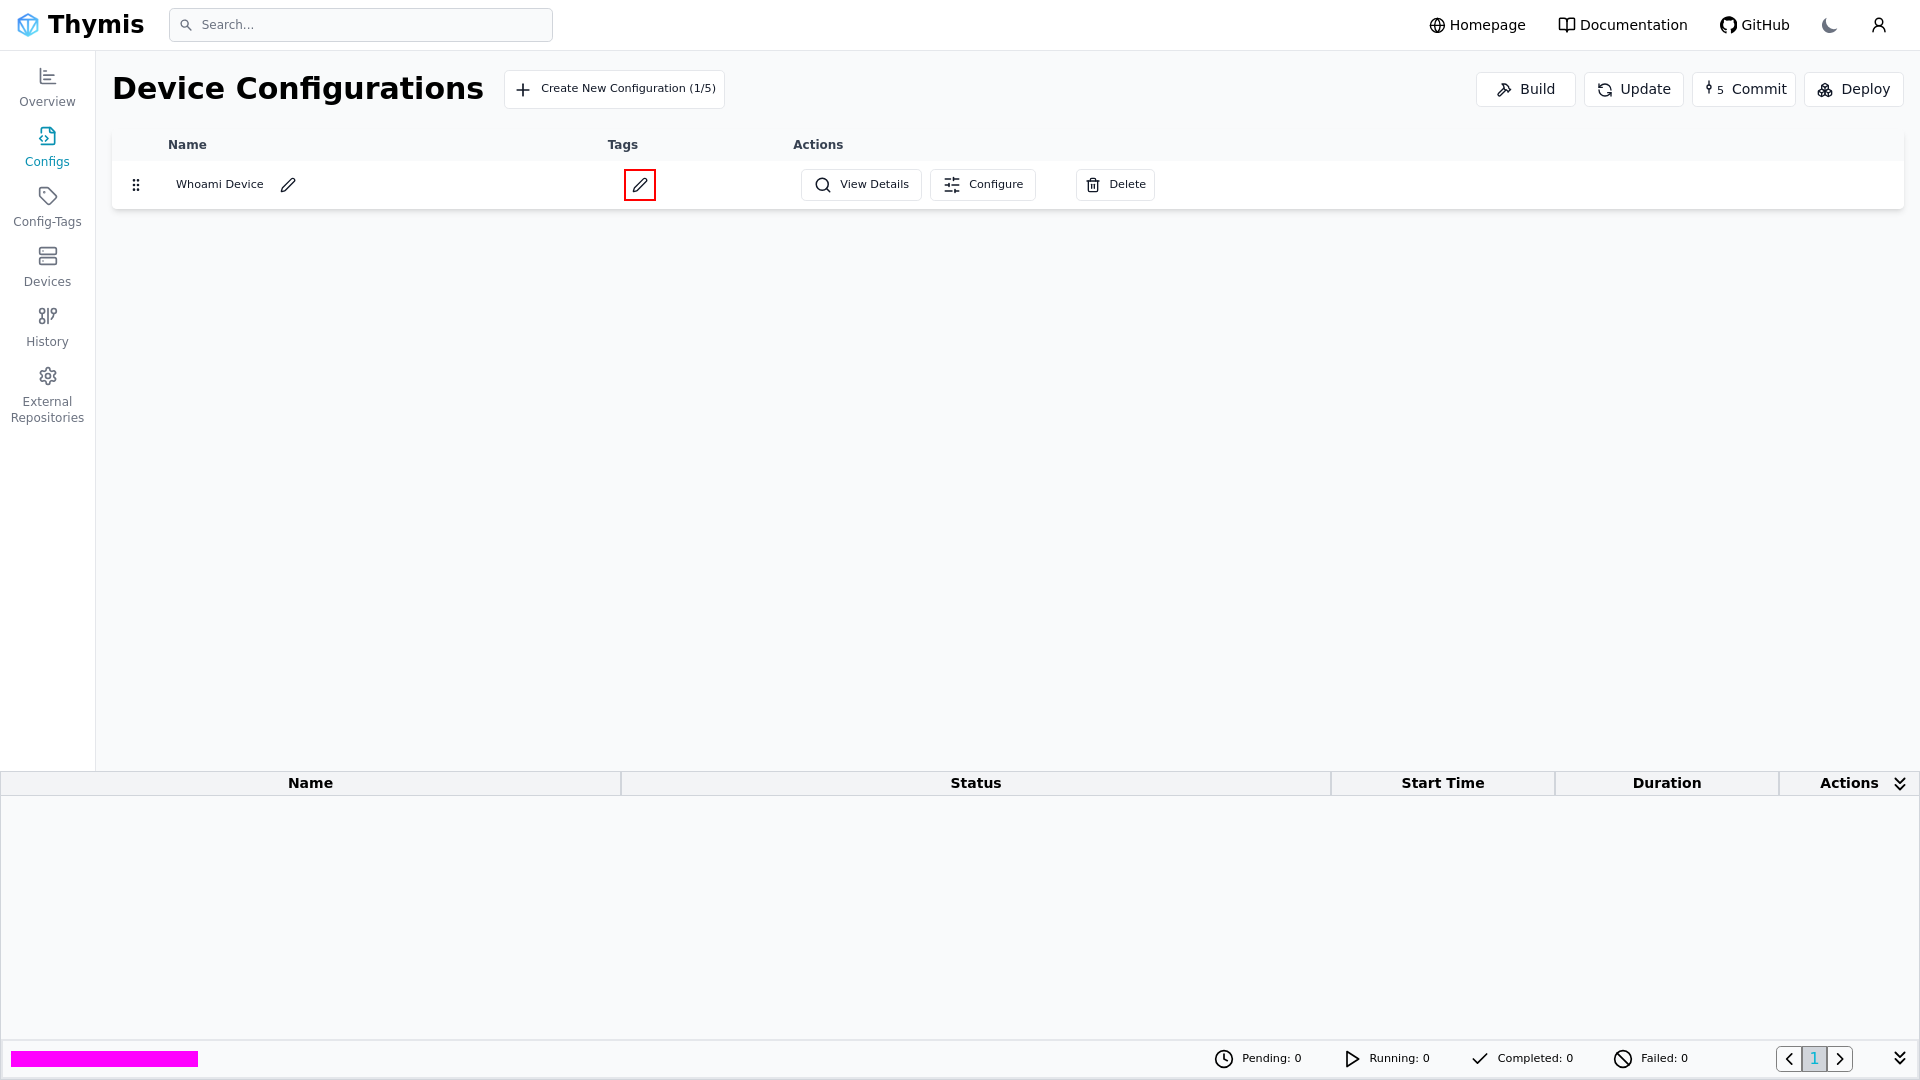 Thymis
Search...
Homepage
Documentation
GitHub
Overview
Configs
Config-Tags
Devices
History
External
Repositories
Device Configurations
Create New Configuration (1/5)
Build
Update
5 Commit
Deploy
Name Tags Actions
Whoami Device
View Details
Configure
Delete
Name Status Start Time Duration Actions
Pending: 0
Running: 0
Completed: 0
Failed: 0
1